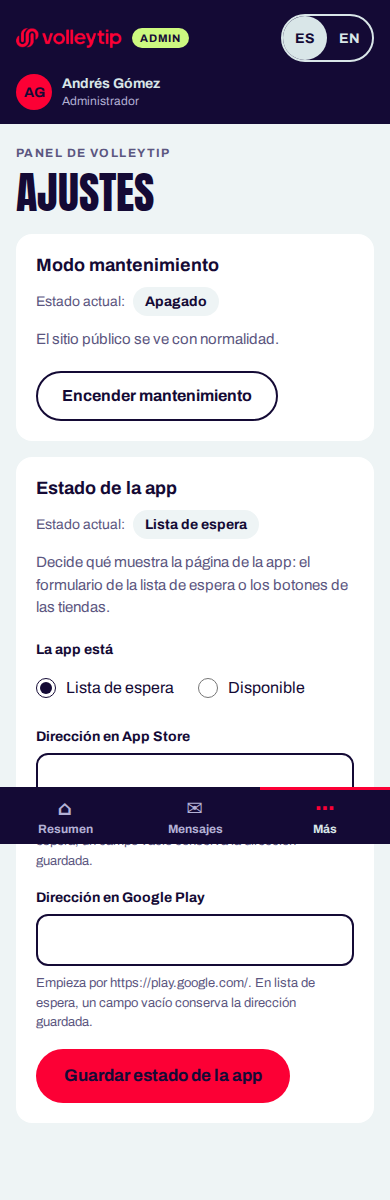 volleytip ADMIN ES EN
AG Andrés Gómez
Administrador
PANEL DE VOLLEYTIP
AJUSTES
Modo mantenimiento
Estado actual: Apagado
El sitio público se ve con normalidad.
Encender mantenimiento
Estado de la app
Estado actual: Lista de espera
Decide qué muestra la página de la app: el
formulario de la lista de espera o los botones de
las tiendas.
La app está
Lista de espera Disponible
Dirección en App Store
Resumen Mensajes Más
guardada.
Dirección en Google Play
Empieza por https://play.google.com/. En lista de
espera, un campo vacío conserva la dirección
guardada.
Guardar estado de la app